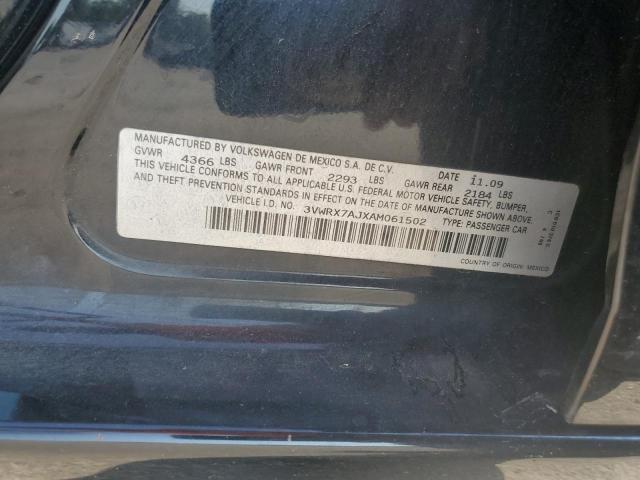 MANUFACTURED BY VOLKSWAGEN DE MEXICO S.A. DE C.V. DATE 11.09
GVWR 4366 LBS GAWR FRONT 2293 LBS GAWR REAR 2184 LBS
THIS VEHICLE CONFORMS TO ALL APPLICABLE U.S. FEDERAL MOTOR VEHICLE SAFETY, BUMPER,
AND THEFT PREVENTION STANDARDS IN EFFECT ON THE DATE OF MANUFACTURE SHOWN ABOVE.
VEHICLE I.D. NO. 3VWRX7AJXAM061502 TYPE: PASSENGER CAR
COUNTRY OF ORIGIN: MEXICO